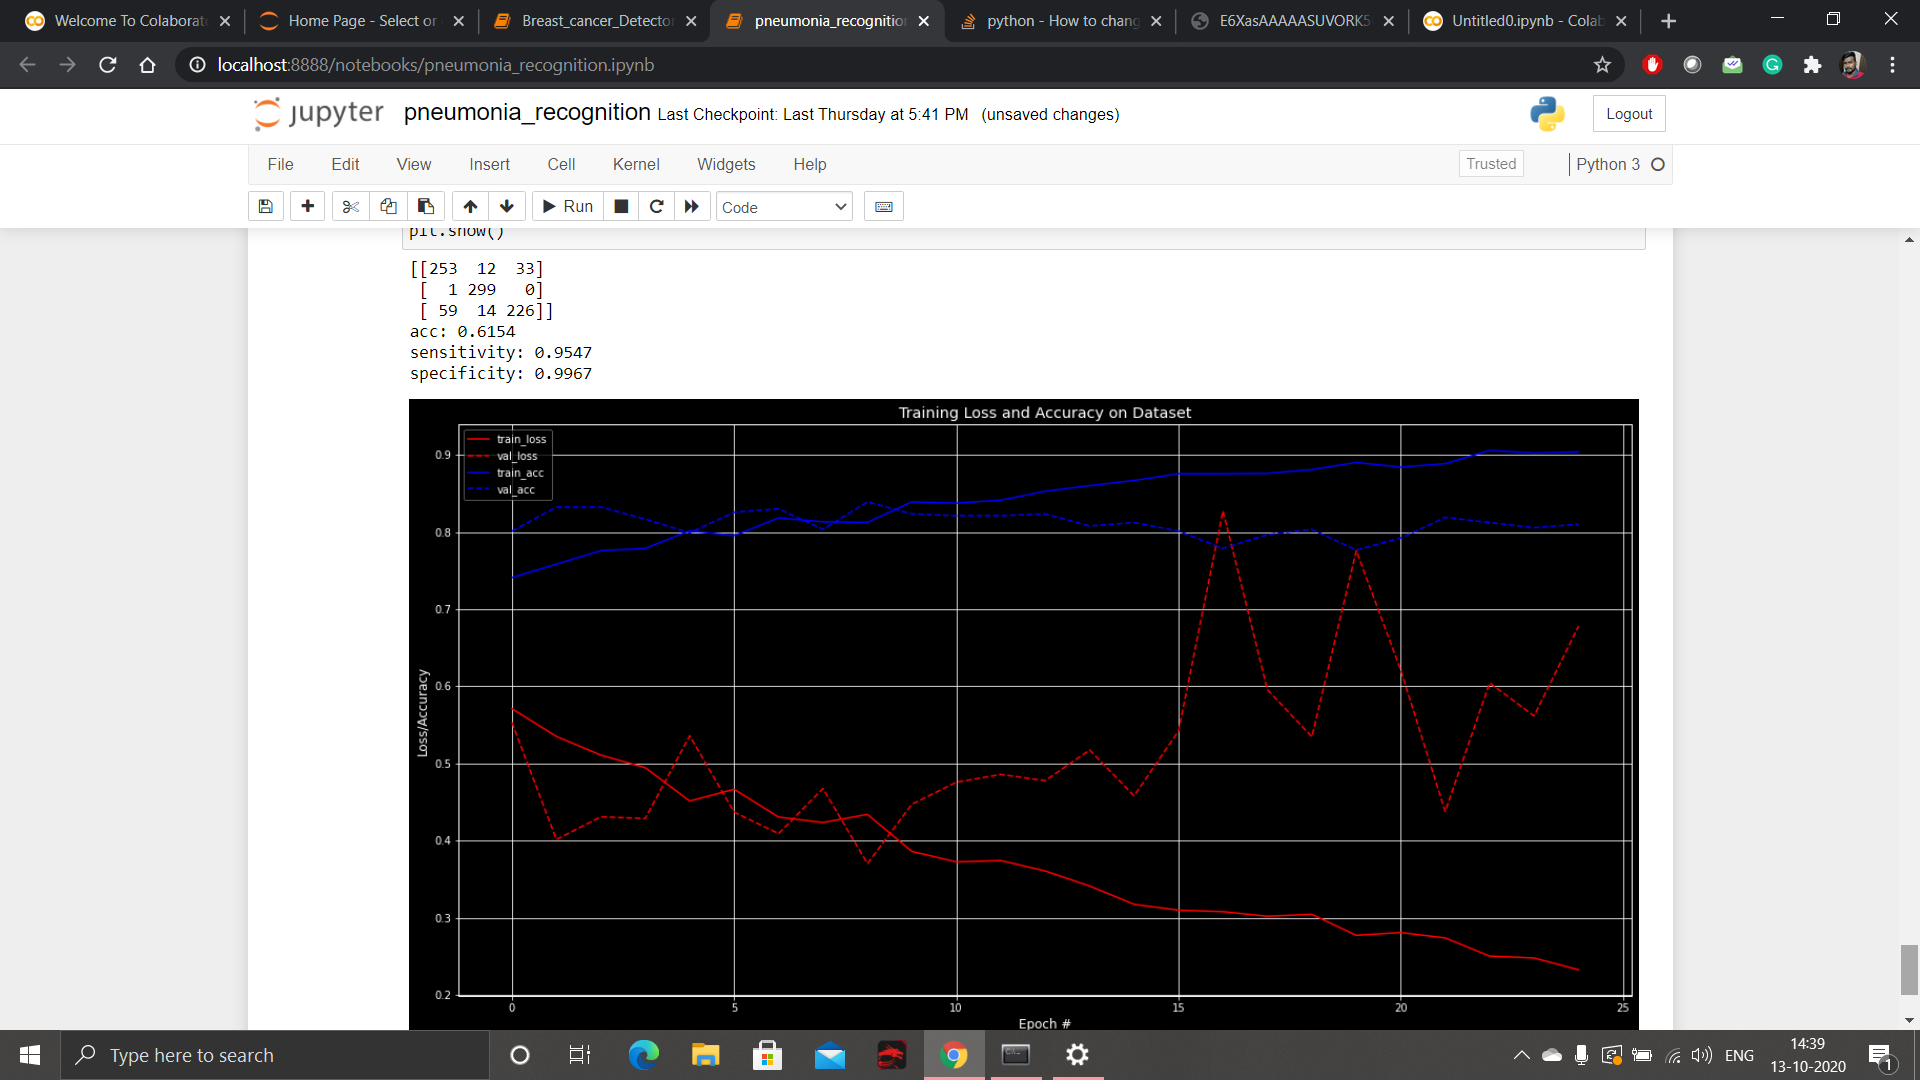 Welcome To Colaborat
Home Page - Select or
Breast_cancer_Detector
pneumonia_recognition
python - How to chang
E6XasAAAAASUVORK5
Untitled0.ipynb - Colab
localhost:8888/notebooks/pneumonia_recognition.ipynb
jupyter pneumonia_recognition Last Checkpoint: Last Thursday at 5:41 PM (unsaved changes)
Logout
File Edit View Insert Cell Kernel Widgets Help
Trusted
Python 3
Run
Code
plt.show()
[[253 12 33]
[ 1 299 0]
[ 59 14 226]]
acc: 0.6154
sensitivity: 0.9547
specificity: 0.9967
Training Loss and Accuracy on Dataset
train_loss
val_loss
train_acc
val_acc
0.9
0.8
0.7
0.6
0.5
0.4
0.3
0.2
Loss/Accuracy
0 5 10 15 20 25
Epoch #
Type here to search
ENG
14:39
13-10-2020
1